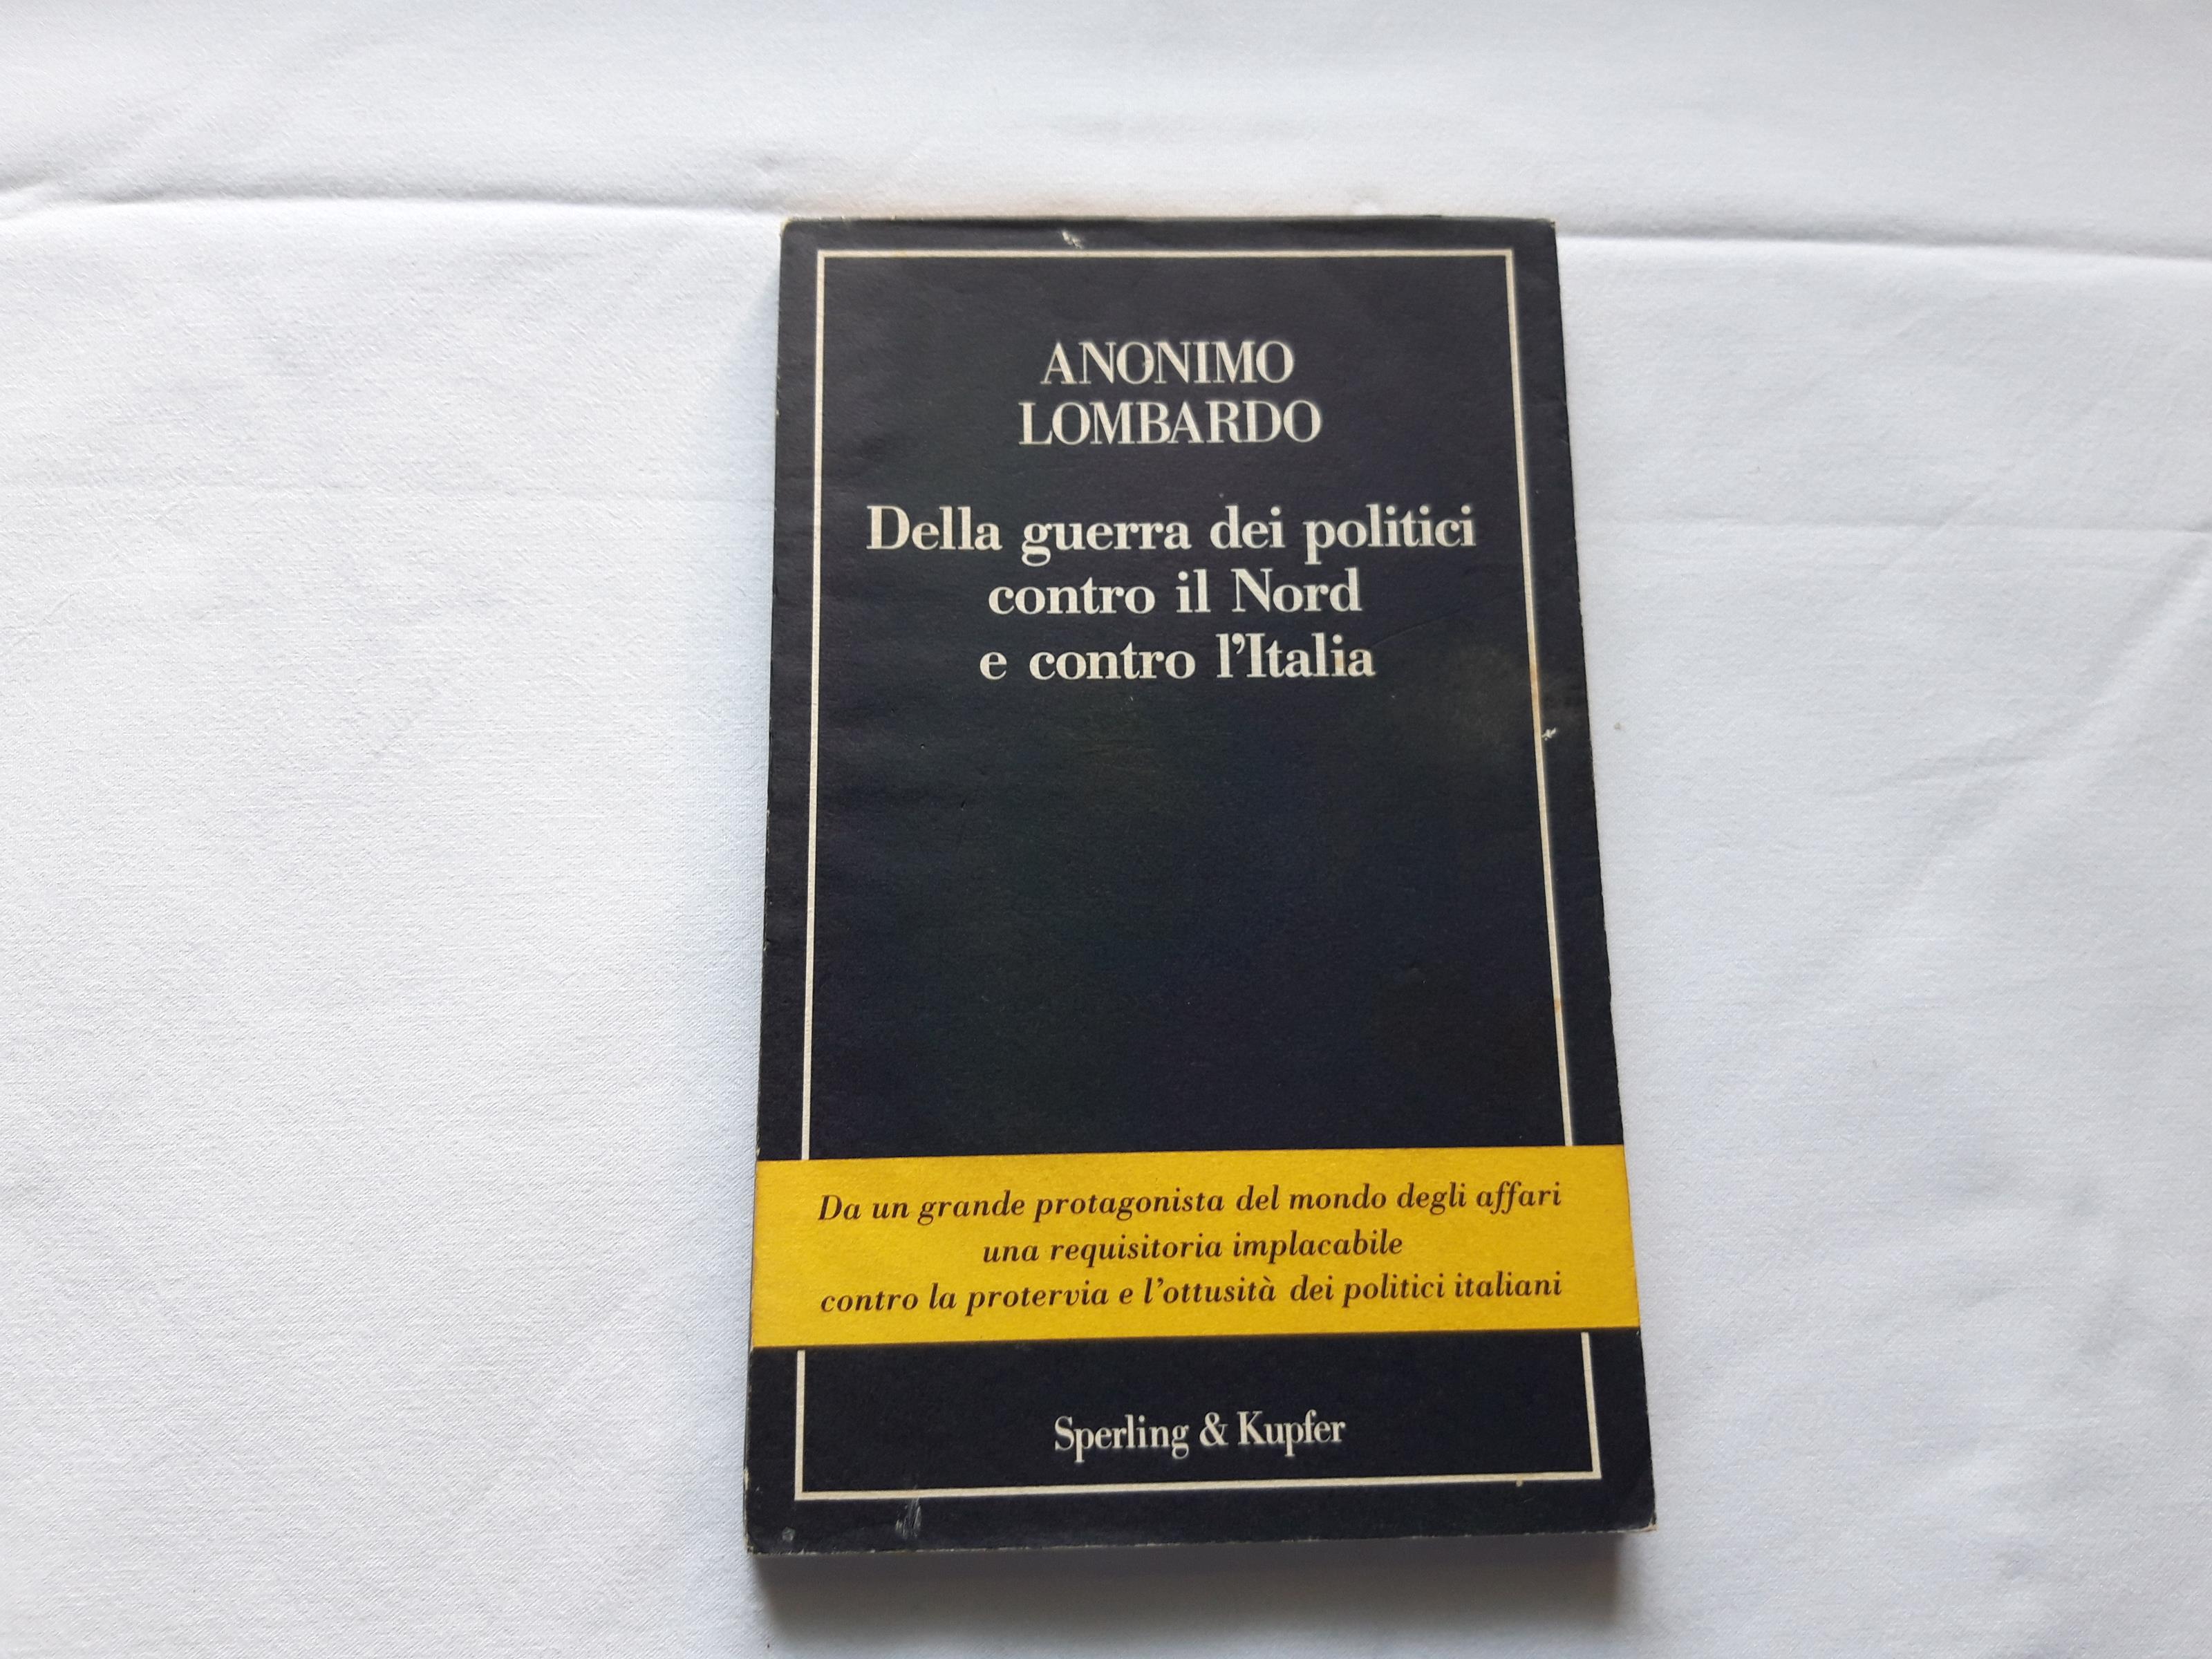 ANONIMO
LOMBARDO
Della guerra dei politici
contro il Nord
e contro l'Italia
Da un grande protagonista del mondo degli affari
una requisitoria implacabile
contro la protervia e l'ottusità dei politici italiani
Sperling & Kupfer